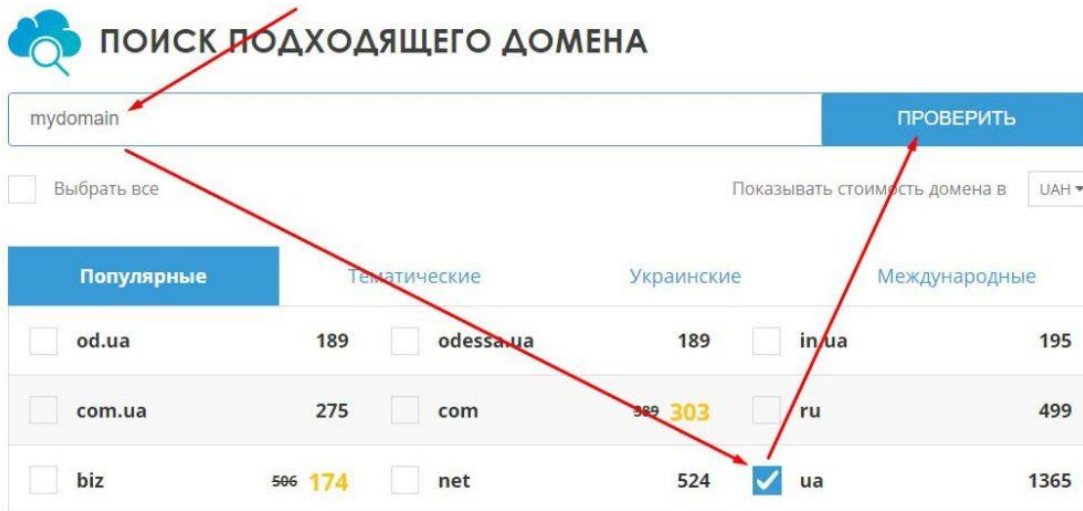 ПОИСК ПОДХОДЯЩЕГО ДОМЕНА
mydomain ПРОВЕРИТЬ
Выбрать все Показывать стоимость домена в UAH
Популярные Тематические Украинские Международные
od.ua 189 odessa.ua 189 in.ua 195
com.ua 275 com 389 303 ru 499
biz 506 174 net 524 ua 1365